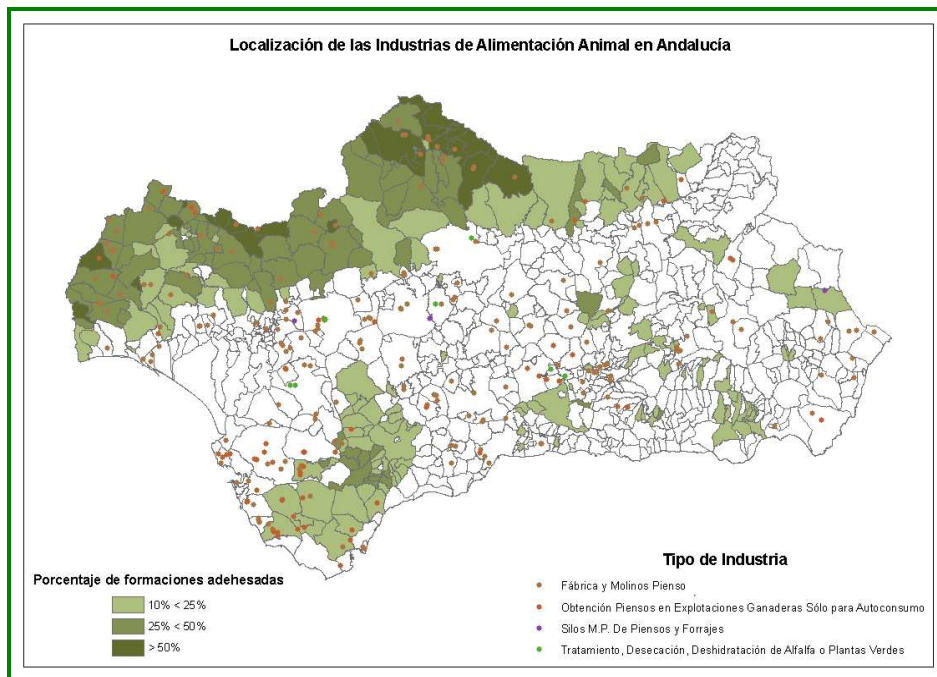 Localización de las Industrias de Alimentación Animal en Andalucía
Porcentaje de formaciones adehesadas
10% < 25%
25% < 50%
> 50%
Tipo de Industria
Fábrica y Molinos Pienso
Obtención Piensos en Explotaciones Ganaderas Sólo para Autoconsumo
Silos M.P. De Piensos y Forrajes
Tratamiento, Desecación, Deshidratación de Alfalfa o Plantas Verdes